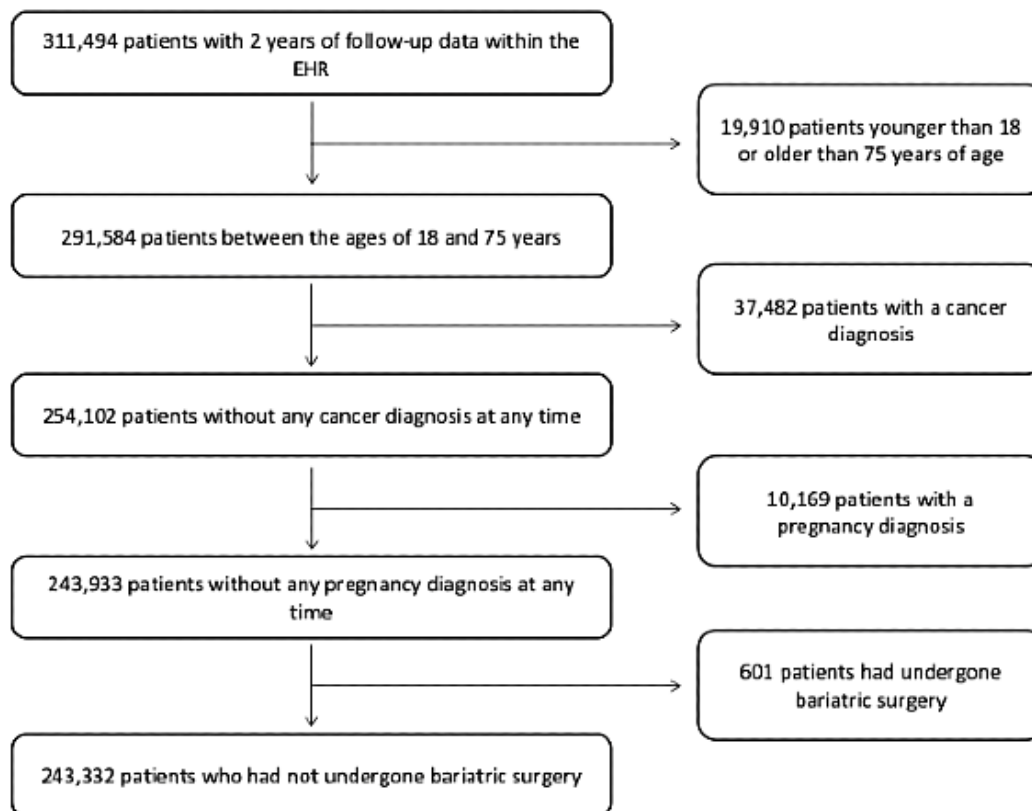 311,494 patients with 2 years of follow-up data within the
EHR
19,910 patients younger than 18
or older than 75 years of age
291,584 patients between the ages of 18 and 75 years
37,482 patients with a cancer
diagnosis
254,102 patients without any cancer diagnosis at any time
10,169 patients with a
pregnancy diagnosis
243,933 patients without any pregnancy diagnosis at any
time
601 patients had undergone
bariatric surgery
243,332 patients who had not undergone bariatric surgery